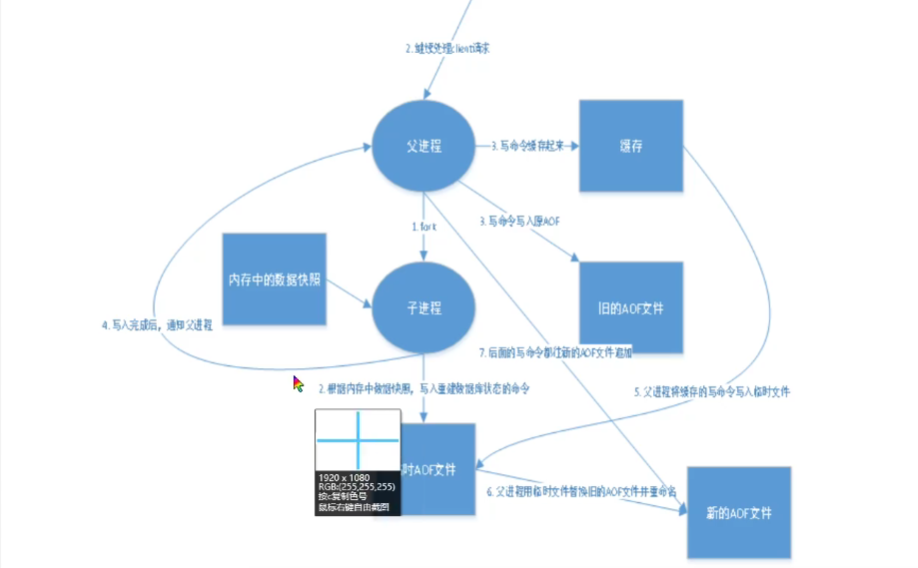 2.继续处理client请求
父进程
3.写命令缓存起来
缓存
1.fork
3.写命令写入原AOF
内存中的数据快照
子进程
旧的AOF文件
4.写入完成后，通知父进程
7.后面的写命令都往新的AOF文件追加
2.根据内存中数据快照，写入重建数据库状态的命令
5.父进程将缓存的写命令写入临时文件
时AOF文件
6.父进程用临时文件替换旧的AOF文件并重命名
新的AOF文件
1920 x 1080
RGB:(255,255,255)
按c复制色号
鼠标右键自由截图